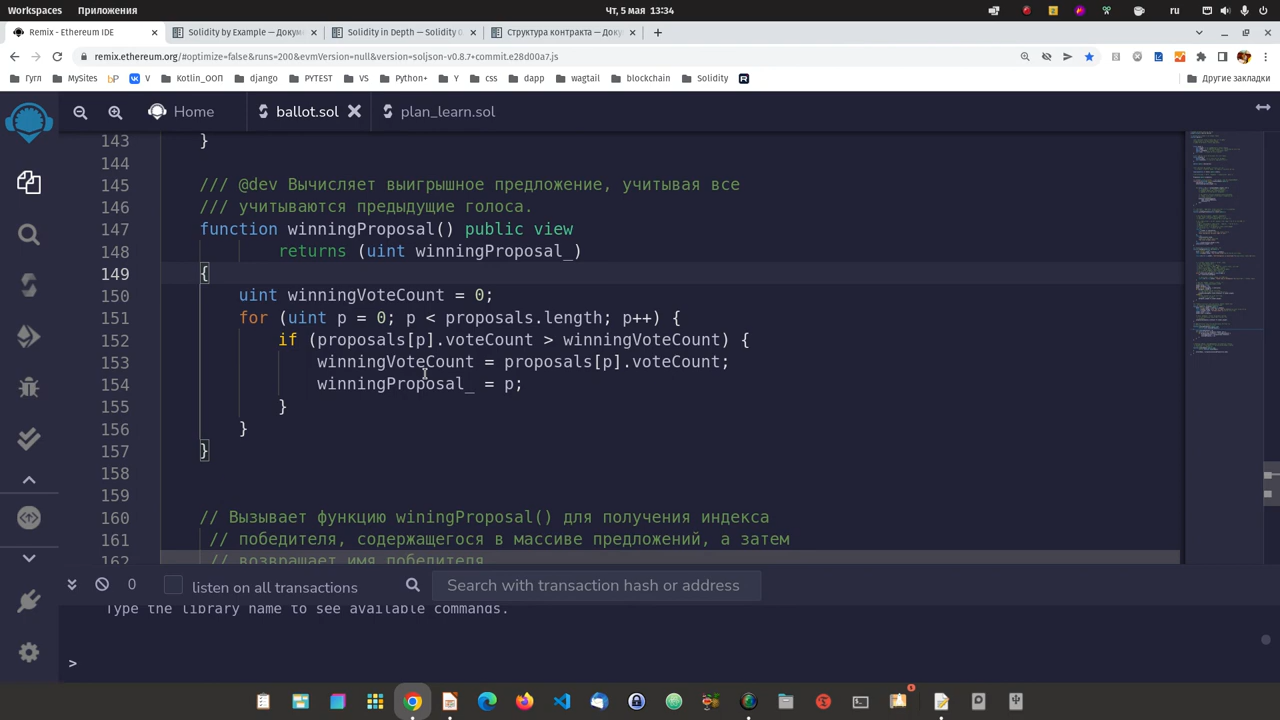 Workspaces Приложения Чт, 5 мая 13:34 ru
Remix - Ethereum IDE Solidity by Example — Докум Solidity in Depth — Solidity Структура контракта — Доку
remix.ethereum.org/#optimize=false&runs=200&evmVersion=null&version=soljson-v0.8.7+commit.e28d00a7.js
Гугл MySites bP V Kotlin_ООП django PYTEST VS Python+ Y css dapp wagtail blockchain Solidity Другие закладки
Home ballot.sol plan_learn.sol
143 }
144
145 /// @dev Вычисляет выигрышное предложение, учитывая все
146 /// учитываются предыдущие голоса.
147 function winningProposal() public view
148 returns (uint winningProposal_)
149 {
150 uint winningVoteCount = 0;
151 for (uint p = 0; p < proposals.length; p++) {
152 if (proposals[p].voteCount > winningVoteCount) {
153 winningVoteCount = proposals[p].voteCount;
154 winningProposal_ = p;
155 }
156 }
157 }
158
159
160 // Вызывает функцию winingProposal() для получения индекса
161 // победителя, содержащегося в массиве предложений, а затем
162 // возвращает имя победителя
0 listen on all transactions Search with transaction hash or address
Type the library name to see available commands.
>